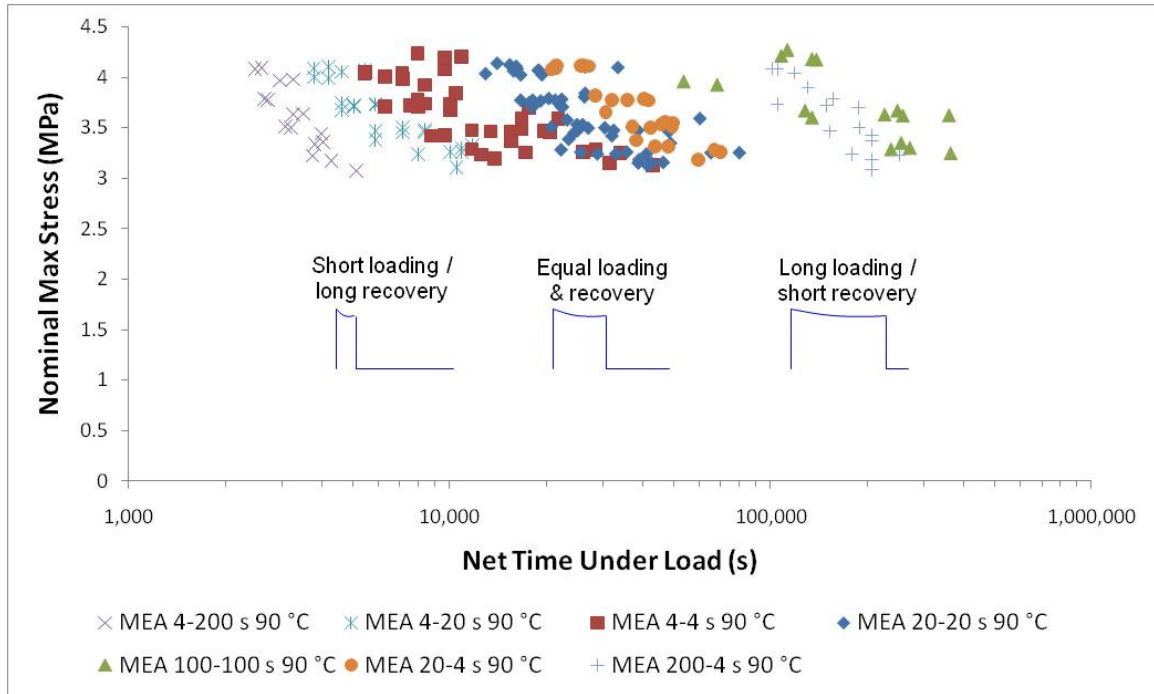 4.5
4
3.5
3
2.5
2
1.5
1
0.5
0
Nominal Max Stress (MPa)
Short loading /
long recovery
Equal loading
& recovery
Long loading /
short recovery
1,000
10,000
100,000
1,000,000
Net Time Under Load (s)
MEA 4-200 s 90 °C
MEA 4-20 s 90 °C
MEA 4-4 s 90 °C
MEA 20-20 s 90 °C
MEA 100-100 s 90 °C
MEA 20-4 s 90 °C
MEA 200-4 s 90 °C